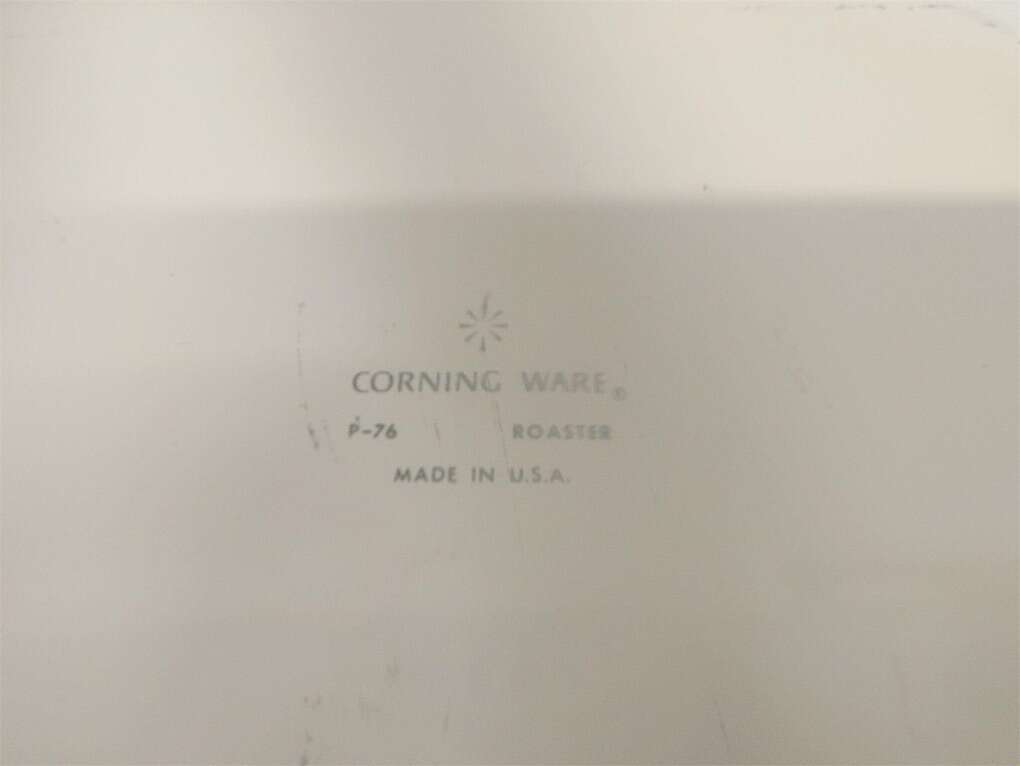 CORNING WARE®
P-76 ROASTER
MADE IN U.S.A.